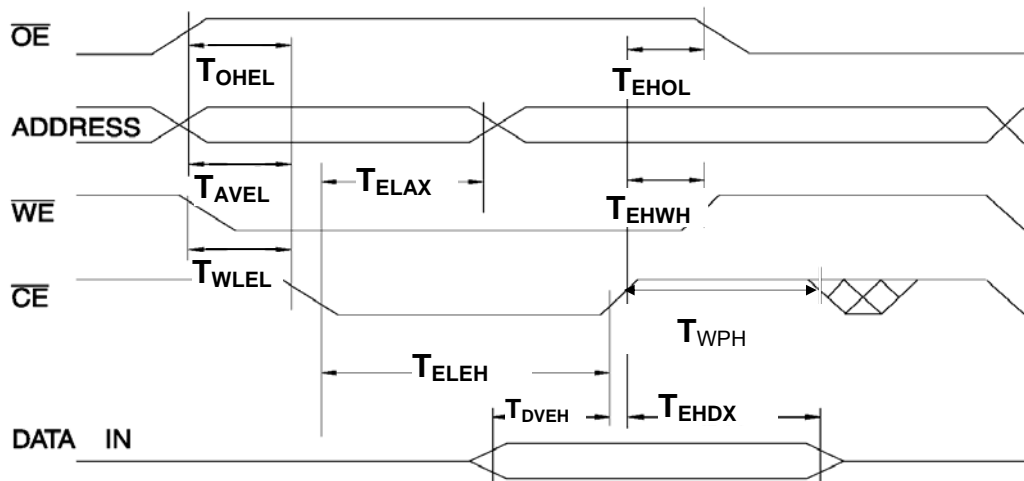 OE
T_OHEL
T_EHOL
ADDRESS
T_AVEL
T_ELAX
WE
T_EHWH
T_WLEL
CE
T_WPH
T_ELEH
T_DVEH
T_EHDX
DATA IN